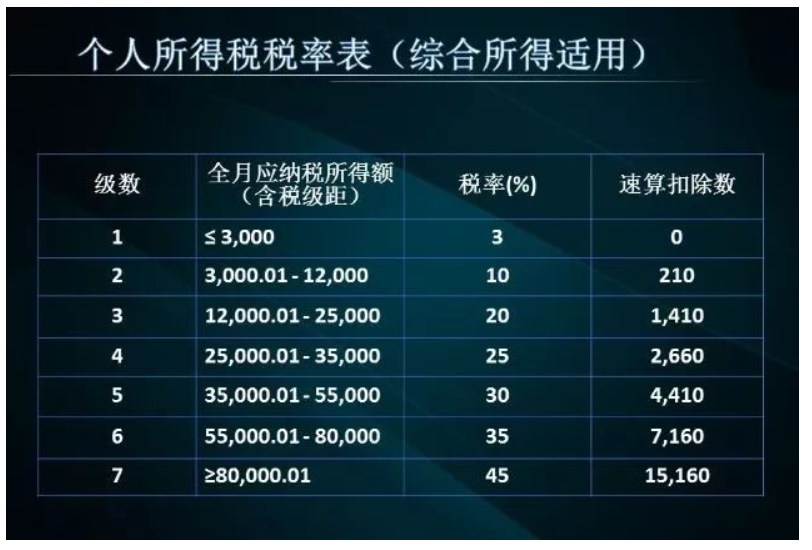 个人所得税税率表（综合所得适用）
级数 全月应纳税所得额（含税级距） 税率(%) 速算扣除数
1 ≤ 3,000 3 0
2 3,000.01 - 12,000 10 210
3 12,000.01 - 25,000 20 1,410
4 25,000.01 - 35,000 25 2,660
5 35,000.01 - 55,000 30 4,410
6 55,000.01 - 80,000 35 7,160
7 ≥80,000.01 45 15,160